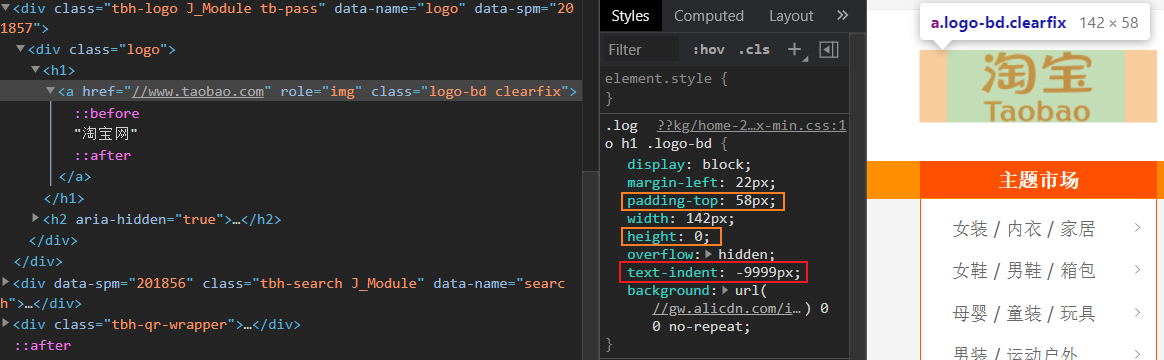 <div class="tbh-logo J_Module tb-pass" data-name="logo" data-spm="20
1857">
<div class="logo">
<h1>
<a href="//www.taobao.com" role="img" class="logo-bd clearfix">
::before
"淘宝网"
::after
</a>
</h1>
<h2 aria-hidden="true">…</h2>
</div>
</div>
<div data-spm="201856" class="tbh-search J_Module" data-name="searc
h">…</div>
<div class="tbh-qr-wrapper">…</div>
::after
Styles Computed Layout »
Filter :hov .cls +
element.style {
}
.log ??kg/home-2…x-min.css:1
o h1 .logo-bd {
display: block;
margin-left: 22px;
padding-top: 58px;
width: 142px;
height: 0;
overflow: hidden;
text-indent: -9999px;
background: url(
//gw.alicdn.com/i…) 0
0 no-repeat;
}
a.logo-bd.clearfix 142 × 58
淘宝
Taobao
主题市场
女装 / 内衣 / 家居
女鞋 / 男鞋 / 箱包
母婴 / 童装 / 玩具
男装 / 运动户外